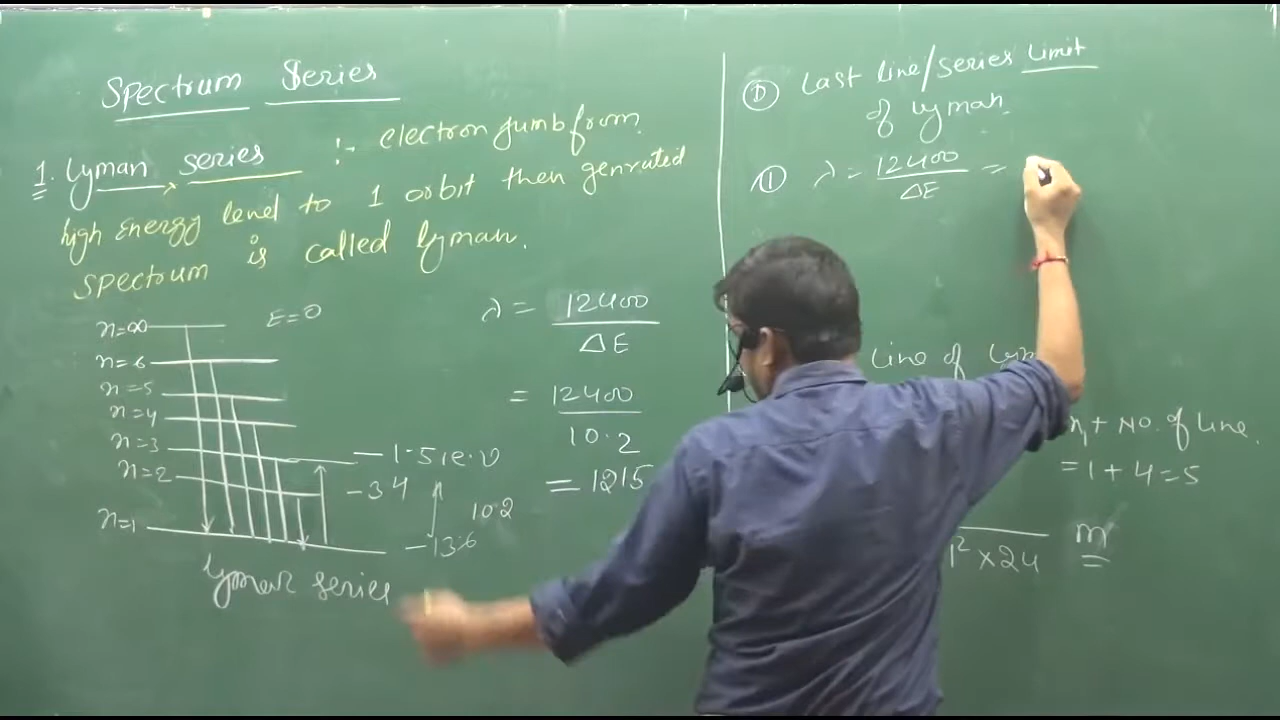 Spectrum Series
1. Lyman series :- electron Jumb from
high Energy level to 1 orbit then genrated
Spectrum is called lyman.
n=∞ E=0
n=6
n=5
n=4
n=3 -1.51e.v
n=2 -3.4
10.2
n=1 -13.6
Lyman series
λ = 12400/ΔE
= 12400/10.2
= 1215
Last line/series limit
of lyman.
① λ = 12400/ΔE =
line of
+ No. of line.
=1+4=5
²×24 m